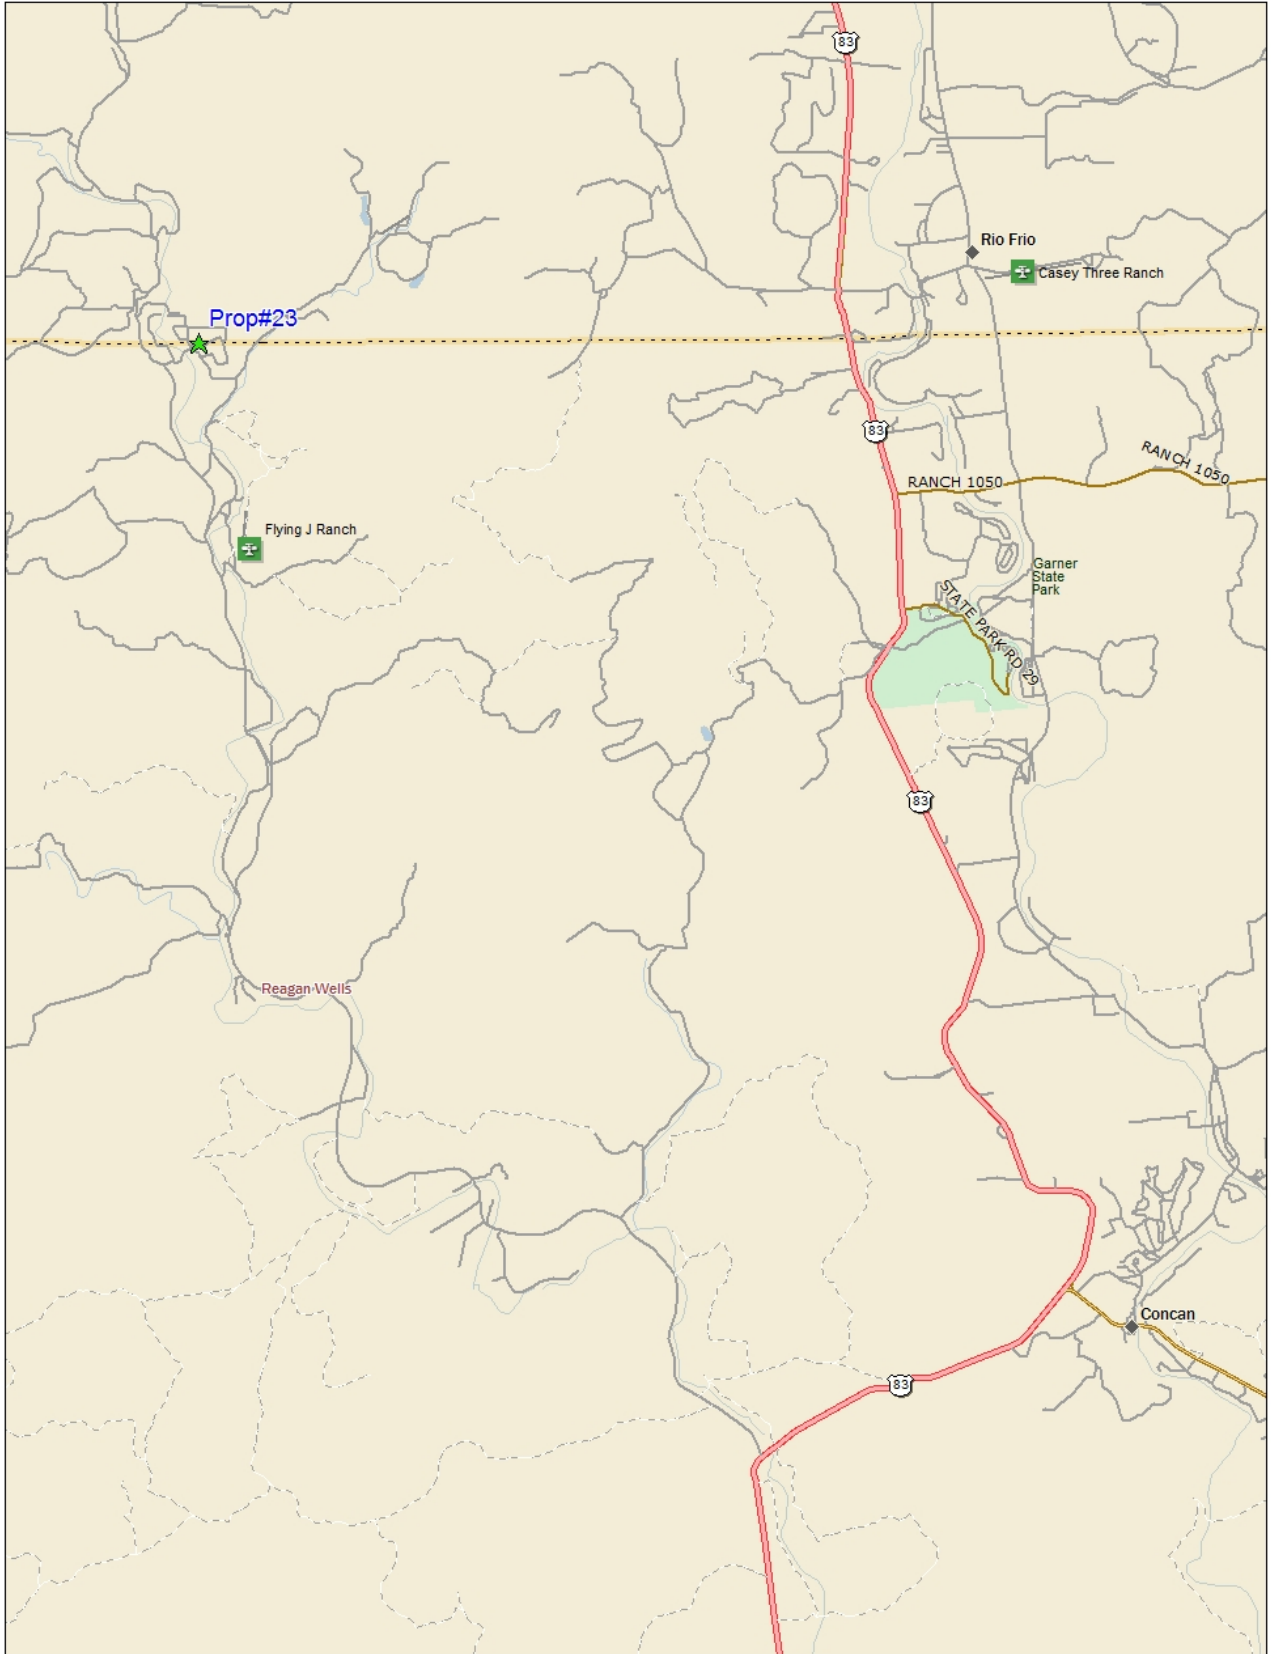 83
Rio Frio
Casey Three Ranch
Prop#23
83
RANCH 1050
RANCH 1050
Flying J Ranch
Garner
State
Park
STATE PARK RD 29
83
Reagan Wells
Concan
83